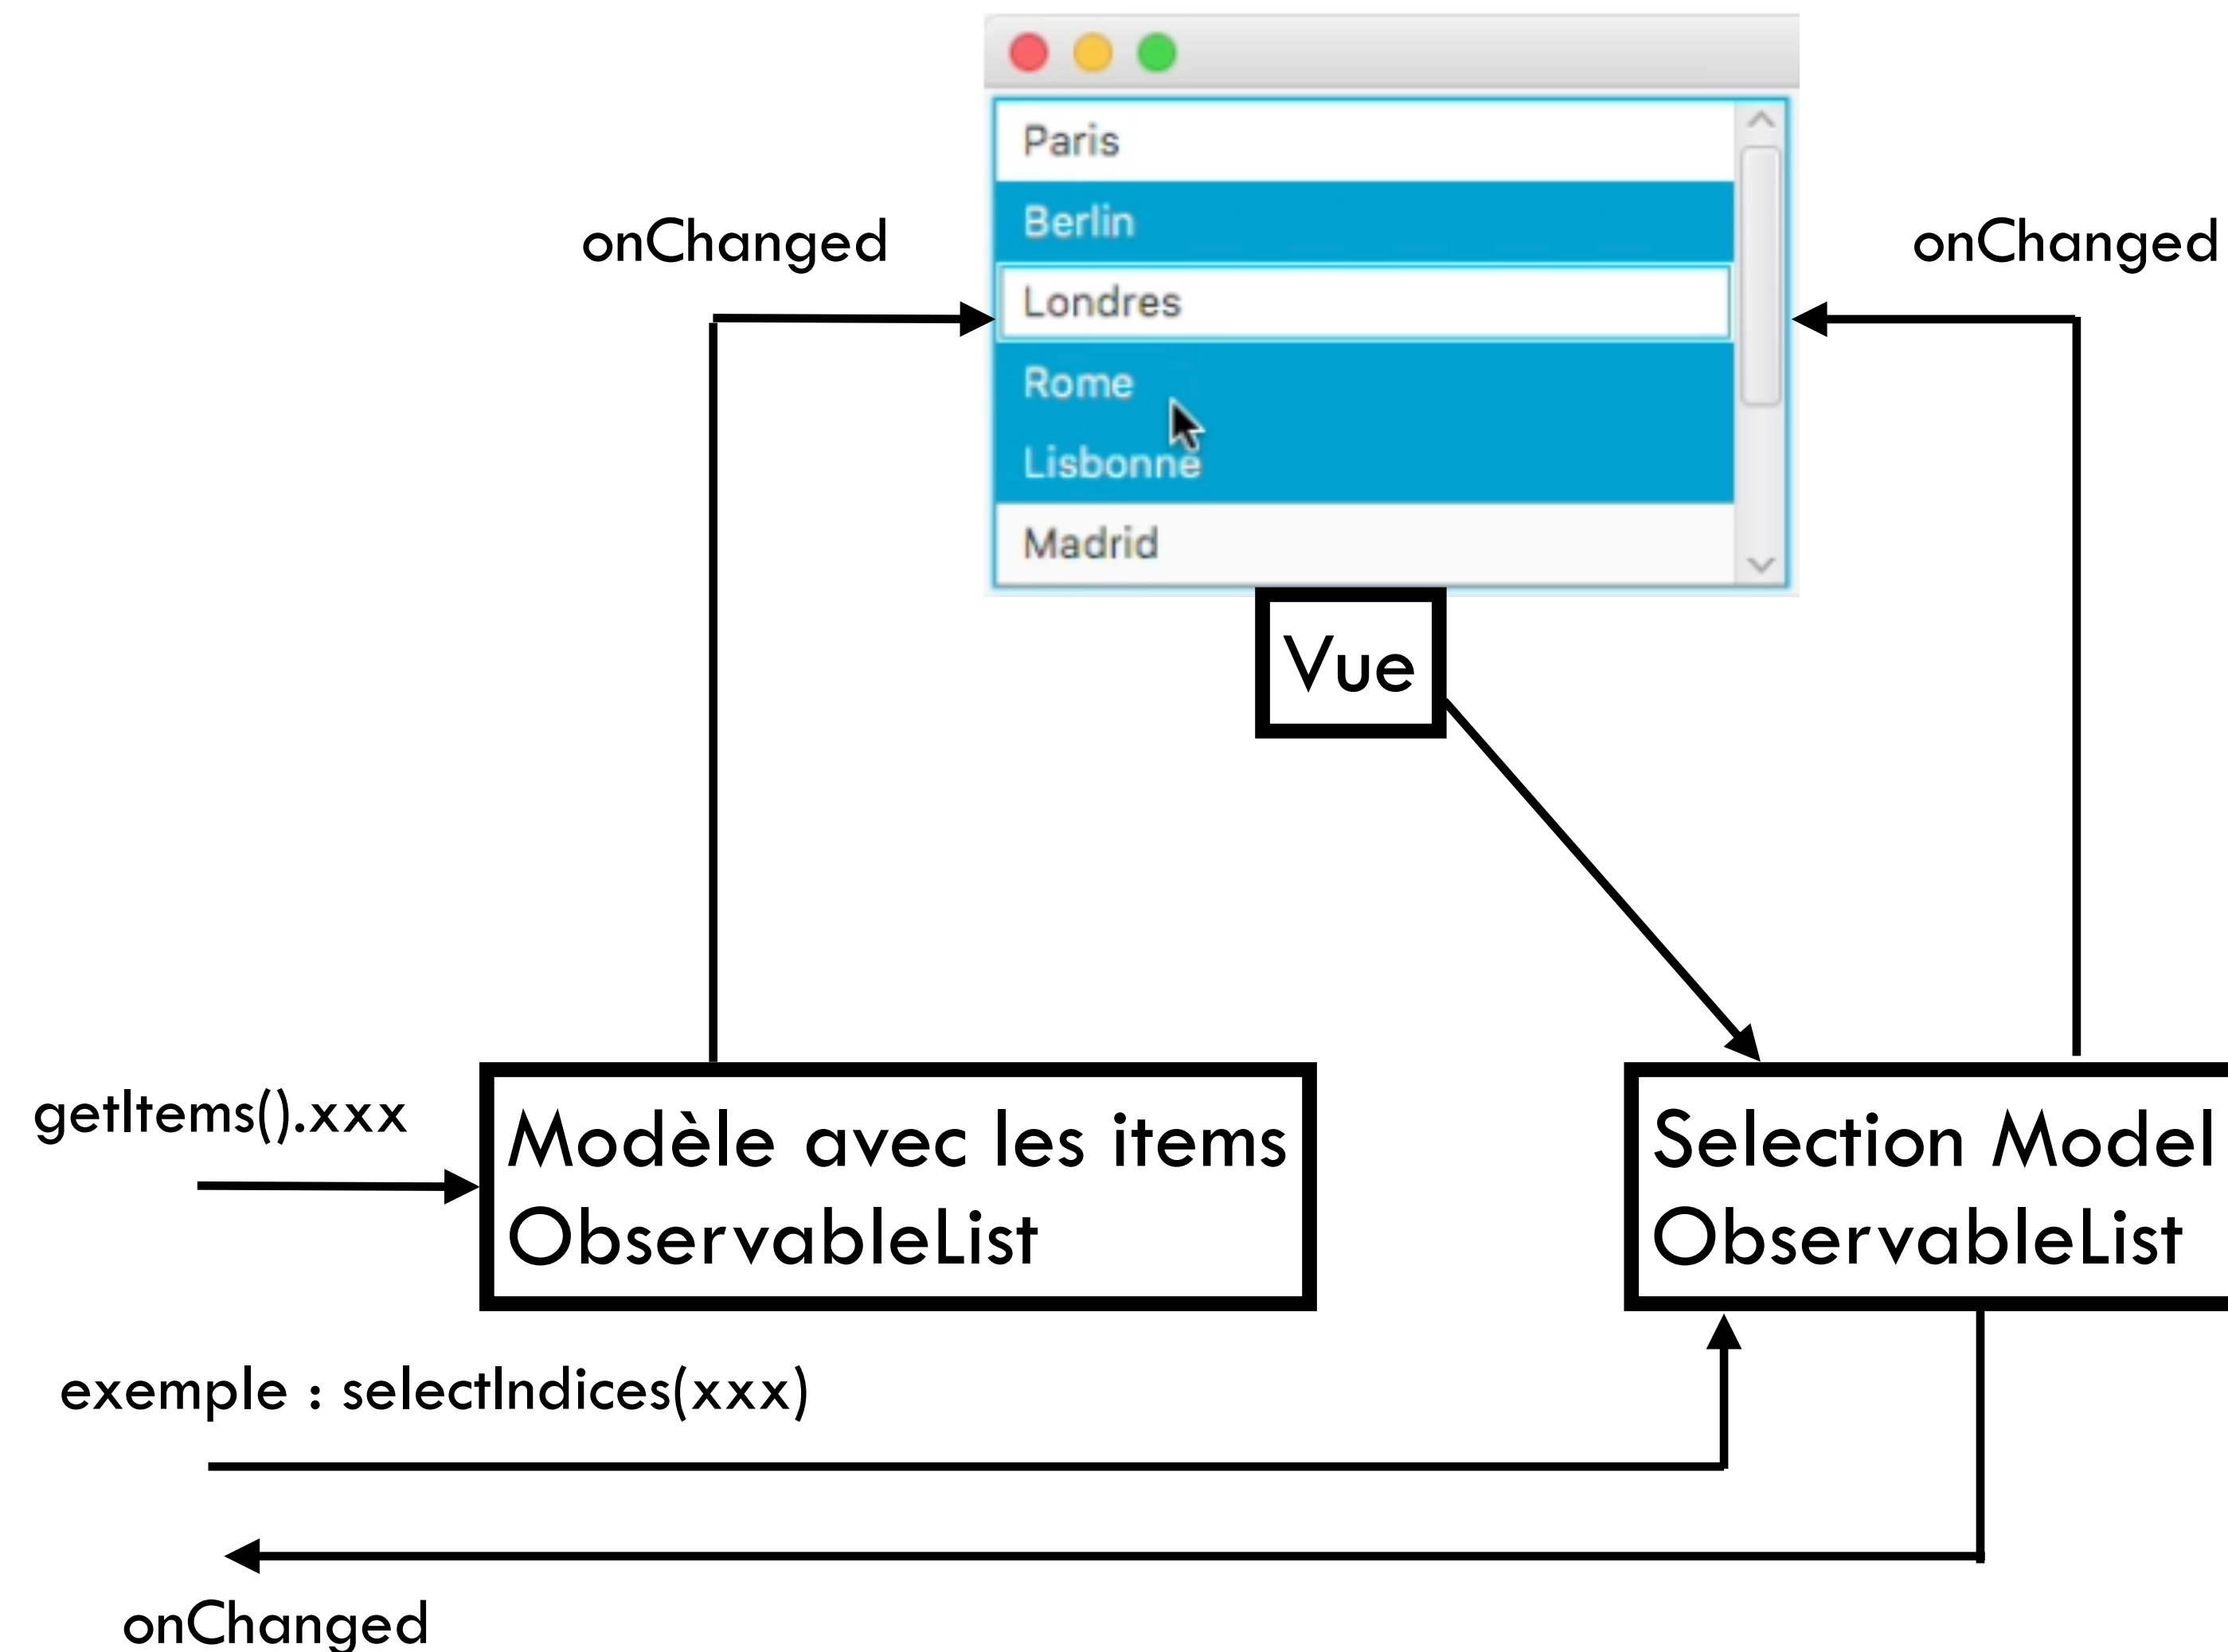 Paris
Berlin
onChanged
onChanged
Londres
Rome
Lisbonne
Madrid
Vue
getItems().xxx
Modèle avec les items
ObservableList
Selection Model
ObservableList
exemple : selectIndices(xxx)
onChanged